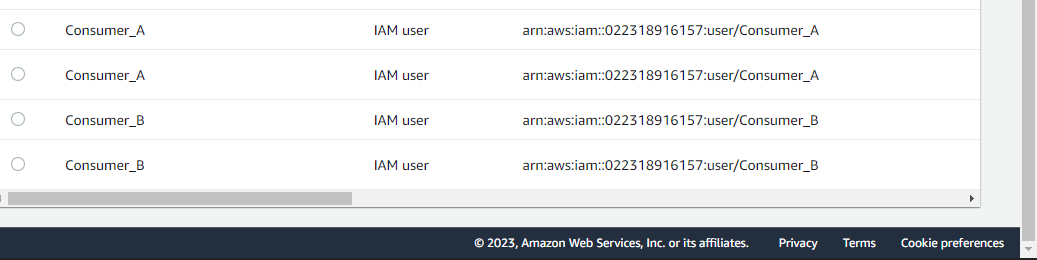 Consumer_A IAM user arn:aws:iam::022318916157:user/Consumer_A
Consumer_A IAM user arn:aws:iam::022318916157:user/Consumer_A
Consumer_B IAM user arn:aws:iam::022318916157:user/Consumer_B
Consumer_B IAM user arn:aws:iam::022318916157:user/Consumer_B
© 2023, Amazon Web Services, Inc. or its affiliates. Privacy Terms Cookie preferences